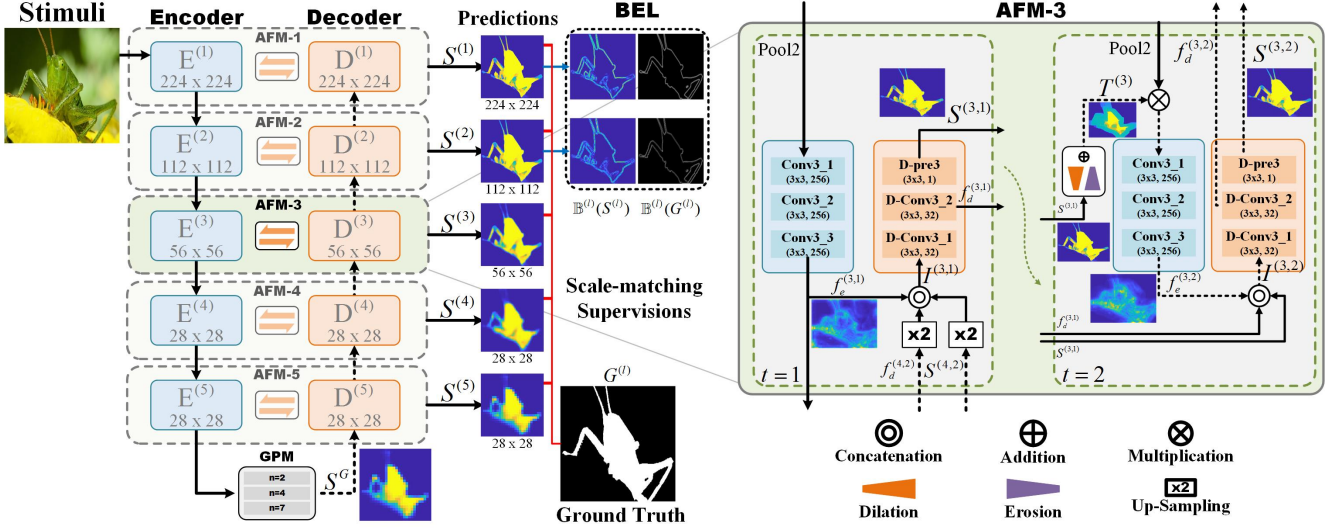 Stimuli
Encoder
Decoder
Predictions
BEL
AFM-1
E^(1)
224 x 224
D^(1)
224 x 224
S^(1)
224 x 224
AFM-2
E^(2)
112 x 112
D^(2)
112 x 112
S^(2)
112 x 112
𝔹^(l)(S^(l)) 𝔹^(l)(G^(l))
AFM-3
E^(3)
56 x 56
D^(3)
56 x 56
S^(3)
56 x 56
Scale-matching
Supervisions
AFM-4
E^(4)
28 x 28
D^(4)
28 x 28
S^(4)
28 x 28
AFM-5
E^(5)
28 x 28
D^(5)
28 x 28
S^(5)
28 x 28
GPM
n=2
n=4
n=7
S^G
G^(l)
Ground Truth
AFM-3
Pool2
Conv3_1
(3x3, 256)
Conv3_2
(3x3, 256)
Conv3_3
(3x3, 256)
S^(3,1)
D-pre3
(3x3, 1)
D-Conv3_2
(3x3, 32)
D-Conv3_1
(3x3, 32)
f_d^(3,1)
I^(3,1)
f_e^(3,1)
x2
x2
f_d^(4,2)
S^(4,2)
t=1
Pool2
f_d^(3,2)
S^(3,2)
T^(3)
S^(3,1)
Conv3_1
(3x3, 256)
Conv3_2
(3x3, 256)
Conv3_3
(3x3, 256)
D-pre3
(3x3, 1)
D-Conv3_2
(3x3, 32)
D-Conv3_1
(3x3, 32)
I^(3,2)
f_e^(3,2)
f_d^(3,1)
S^(3,1)
t=2
Concatenation
Addition
Multiplication
Dilation
Erosion
x2
Up-Sampling